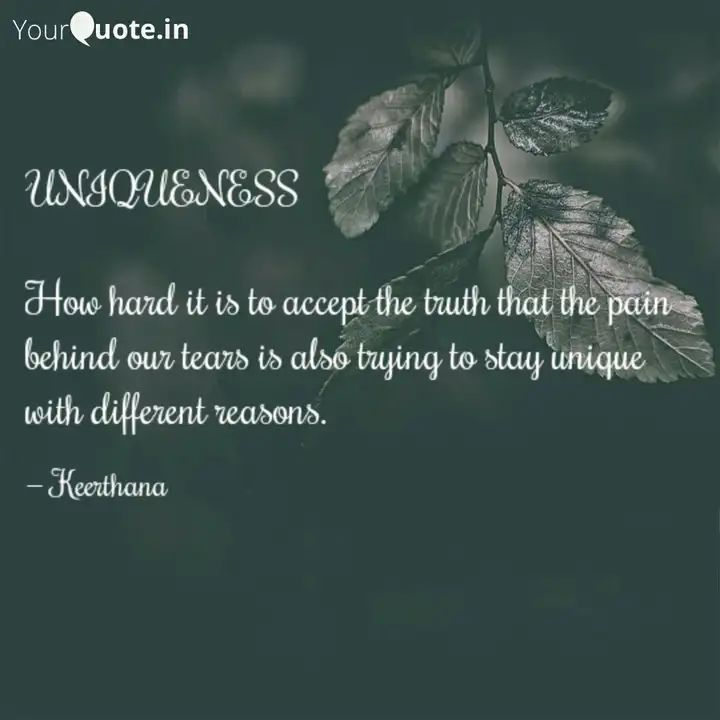 YourQuote.in
UNIQUENESS
How hard it is to accept the truth that the pain
behind our tears is also trying to stay unique
with different reasons.
- Keerthana